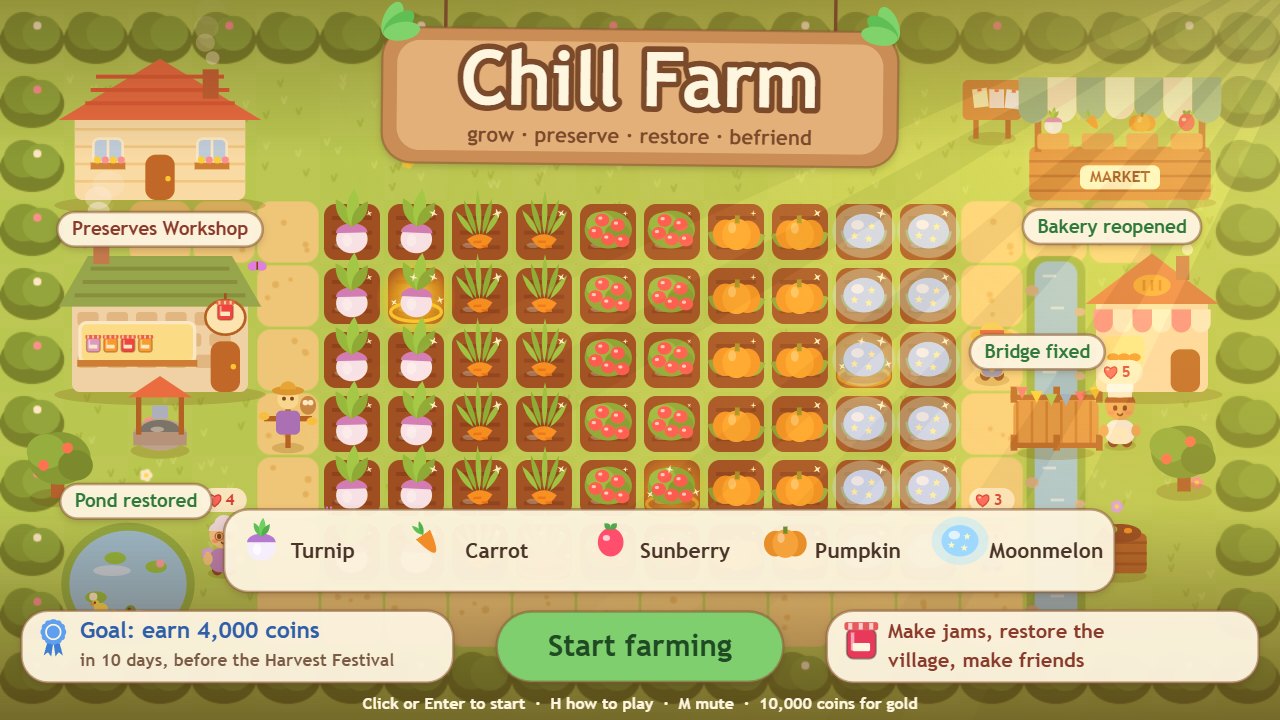 Chill Farm
grow · preserve · restore · befriend
MARKET
Preserves Workshop
Bakery reopened
Bridge fixed
5
Pond restored
4
3
Turnip
Carrot
Sunberry
Pumpkin
Moonmelon
Goal: earn 4,000 coins
in 10 days, before the Harvest Festival
Start farming
Make jams, restore the
village, make friends
Click or Enter to start · H how to play · M mute · 10,000 coins for gold